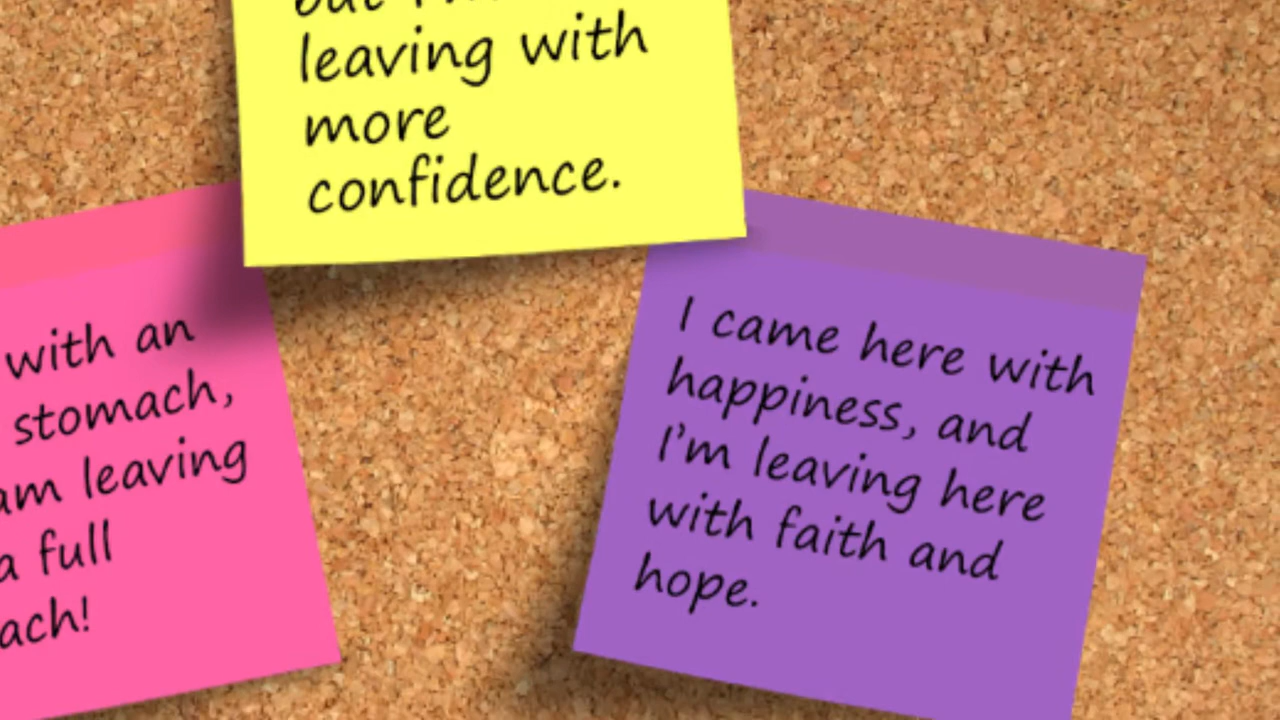 leaving with
more
confidence.
with an
stomach,
am leaving
a full
I came here with
happiness, and
I'm leaving here
with faith and
hope.